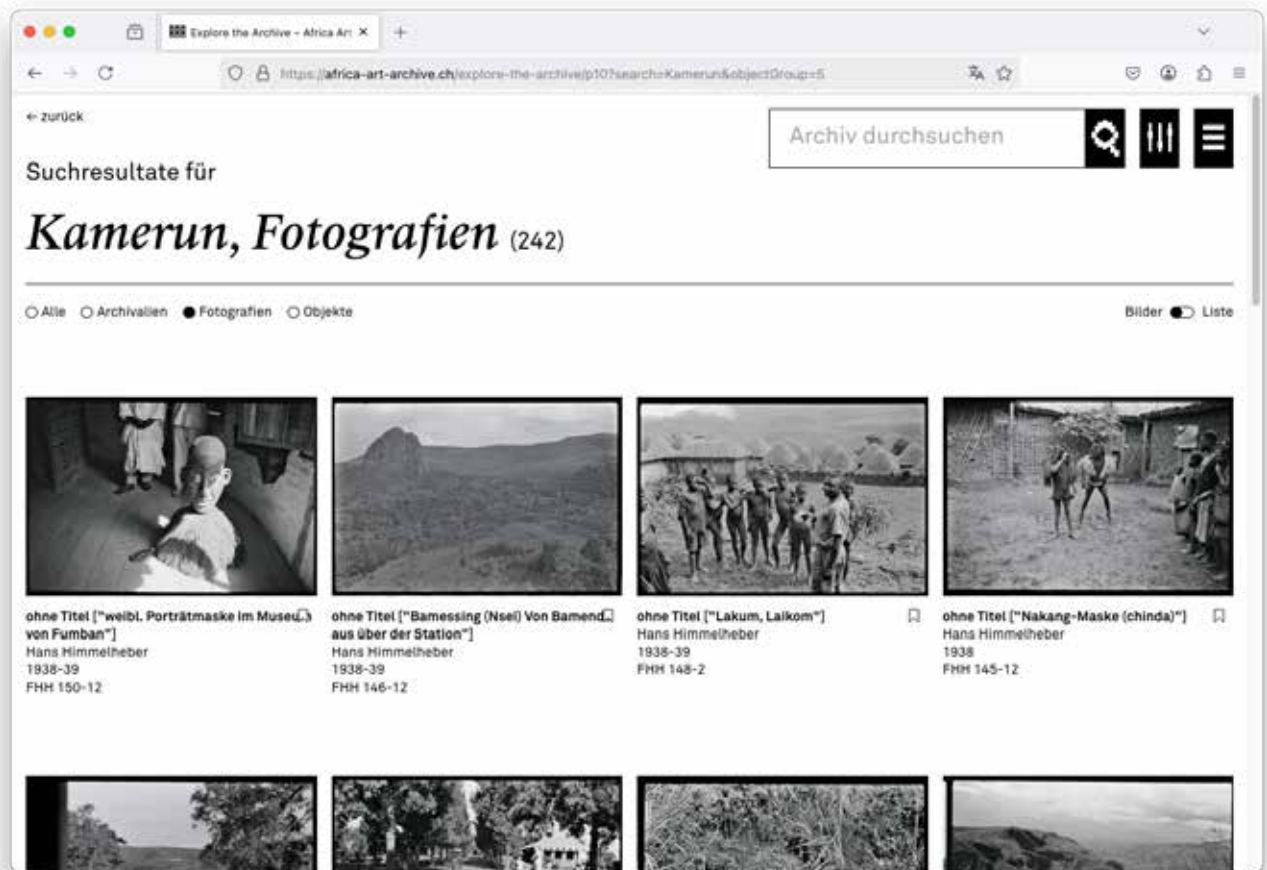 Explore the Archive – Africa Art
https://africa-art-archive.ch/explore-the-archive/p10?search=Kamerun&objectGroup=5
← zurück
Archiv durchsuchen
Suchresultate für
Kamerun, Fotografien (242)
Alle Archivalien Fotografien Objekte
Bilder Liste
ohne Titel ["weibl. Porträtmaske im Museum
von Fumban"]
Hans Himmelheber
1938-39
FHH 150-12
ohne Titel ["Bamessing (Nsei) Von Bamend
aus über der Station"]
Hans Himmelheber
1938-39
FHH 146-12
ohne Titel ["Lakum, Laikom"]
Hans Himmelheber
1938-39
FHH 148-2
ohne Titel ["Nakang-Maske (chinda)"]
Hans Himmelheber
1938
FHH 145-12